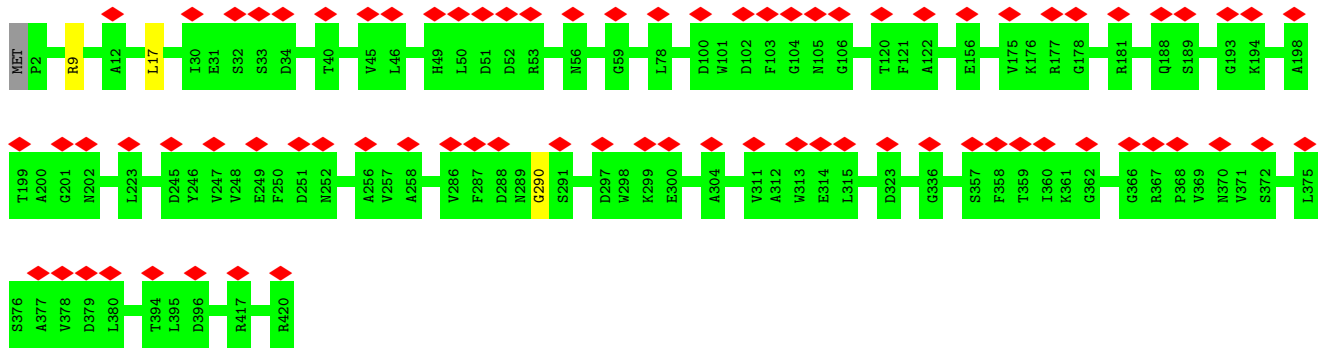 MET P2 R9 A12 L17 I30 E31 S32 S33 D34 T40 V45 L46 H49 L50 D51 D52 R53 N56 G59 L78 D100 W101 D102 F103 G104 N105 G106 T120 F121 A122 E156 V175 K176 R177 G178 R181 Q188 S189 G193 K194 A198
T199 A200 G201 N202 L223 D245 Y246 V247 V248 E249 F250 D251 N252 A256 V257 A258 V286 F287 D288 N289 G290 S291 D297 W298 K299 E300 A304 V311 A312 W313 E314 L315 D323 G336 S357 F358 T359 I360 K361 G362 G366 R367 P368 V369 N370 V371 S372 L375
S376 A377 V378 D379 L380 T394 L395 D396 R417 R420